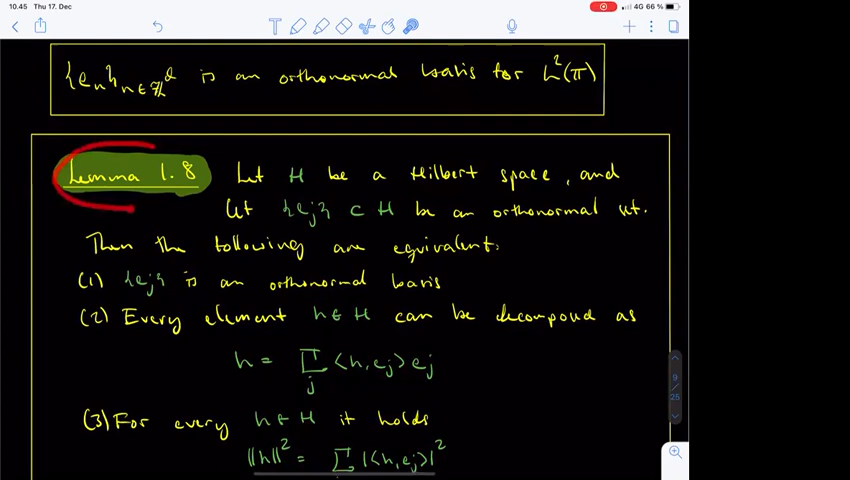 10.45 Thu 17. Dec
4G 66 %
{e_n}_{n∈ℤ^d} is an orthonormal basis for L²(𝕋)
Lemma 1.8 Let H be a Hilbert space, and
let {e_j} ⊂ H be an orthonormal set.
Then the following are equivalent:
(1) {e_j} is an orthonormal basis
(2) Every element h ∈ H can be decomposed as
h = Σ_j <h, e_j> e_j
(3) For every h ∈ H it holds
||h||² = Σ |<h, e_j>|²
9
25